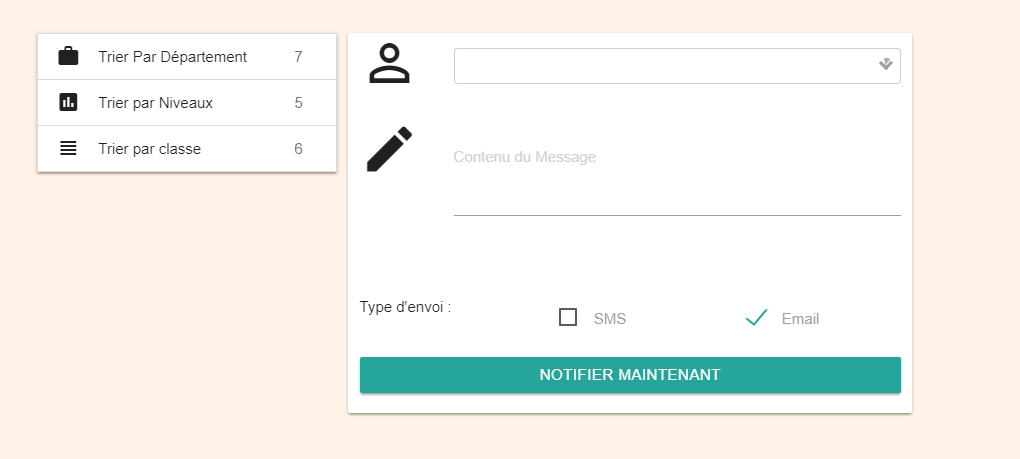 Trier Par Département 7
Trier par Niveaux 5
Trier par classe 6
Contenu du Message
Type d'envoi :
SMS
Email
NOTIFIER MAINTENANT